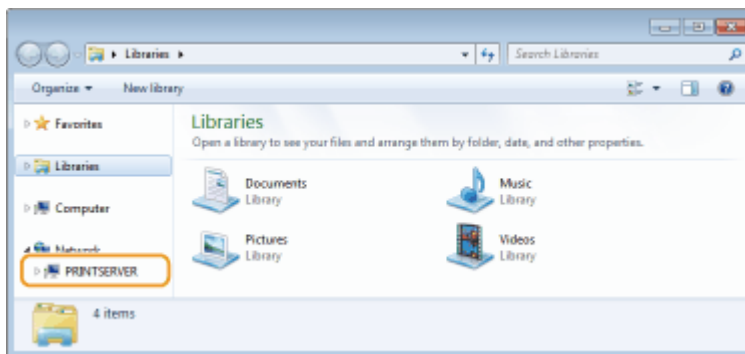 Libraries
Search Libraries
Organize
New library
Favorites
Libraries
Computer
Network
PRINTSERVER
Libraries
Open a library to see your files and arrange them by folder, date, and other properties.
Documents
Library
Music
Library
Pictures
Library
Videos
Library
4 items